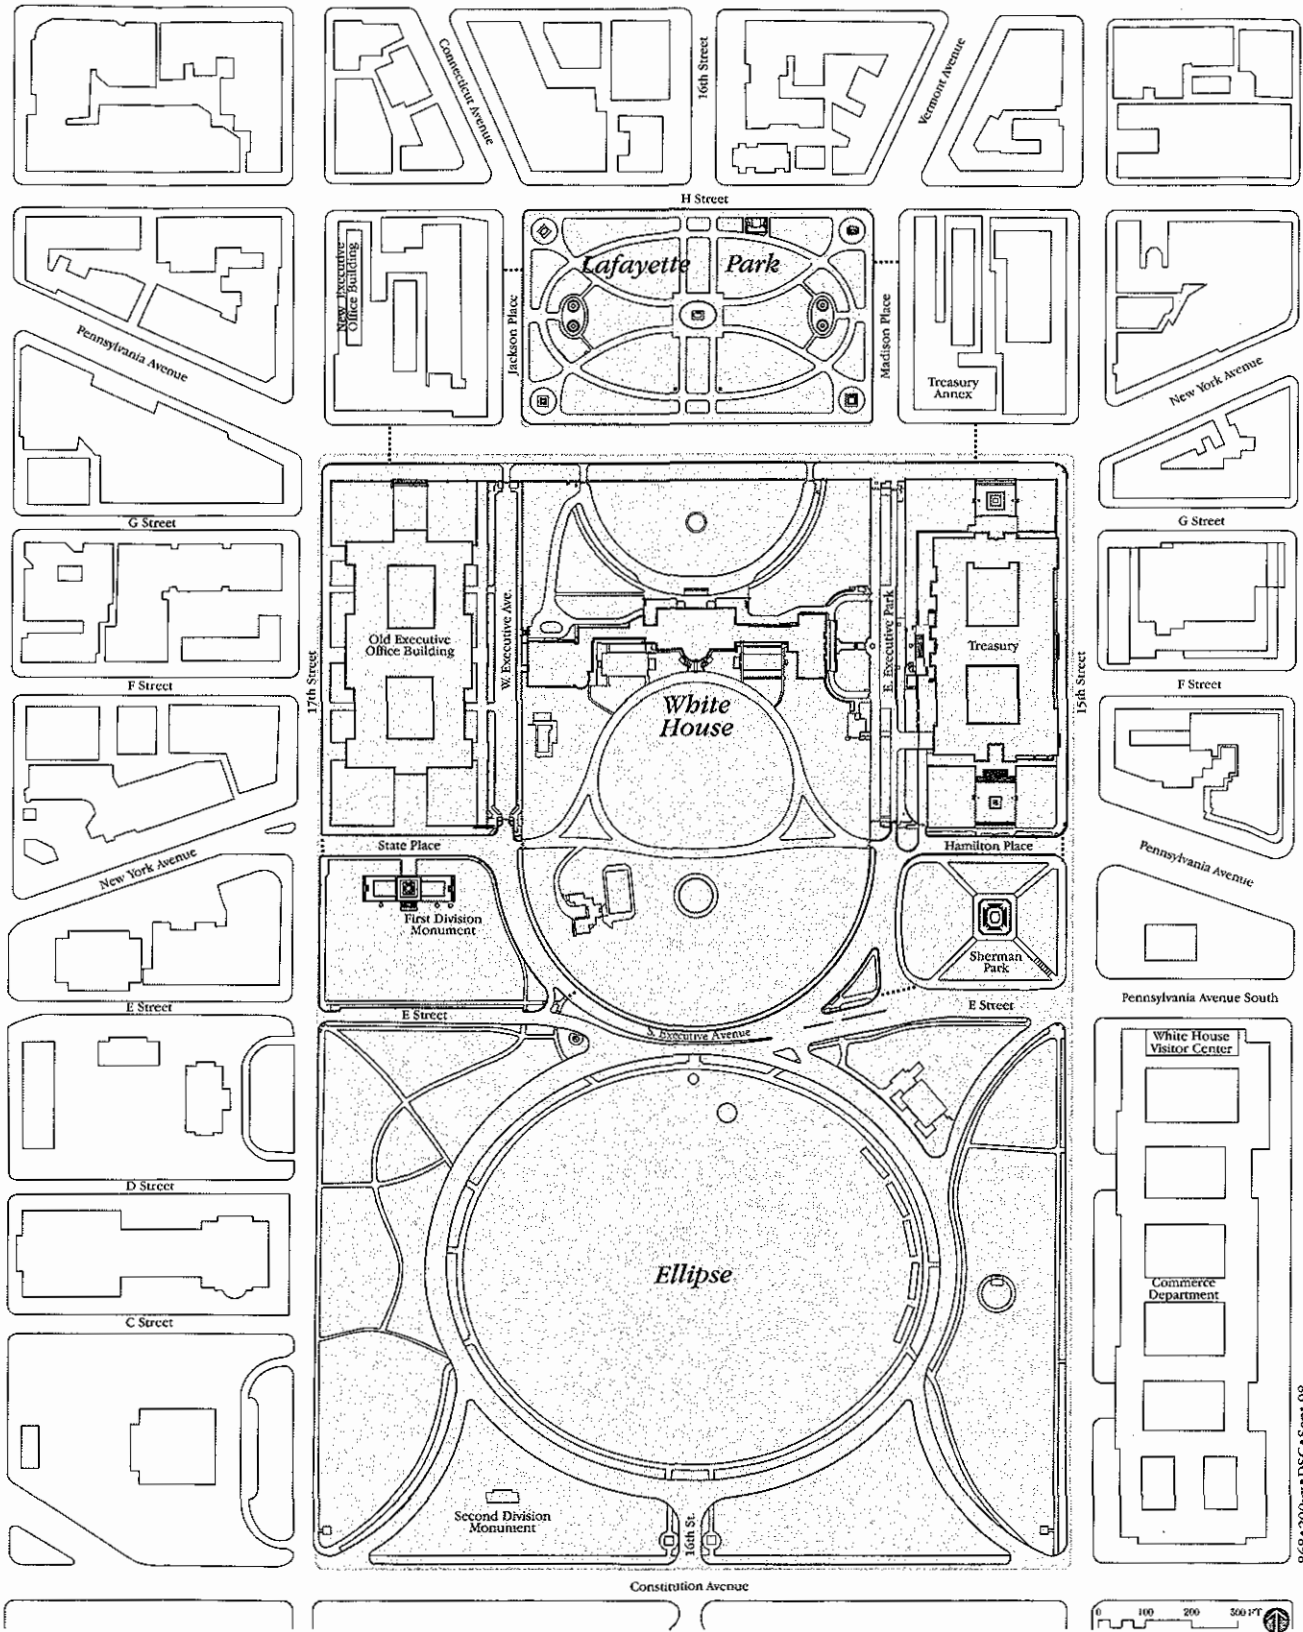 Connecticut Avenue
16th Street
Vermont Avenue
H Street
New Executive
Office Building
Lafayette Park
Jackson Place
Madison Place
Treasury
Annex
Pennsylvania Avenue
New York Avenue
G Street
G Street
Old Executive
Office Building
W. Executive Ave.
White
House
E. Executive Park
Treasury
17th Street
15th Street
F Street
F Street
State Place
Hamilton Place
New York Avenue
Pennsylvania Avenue
First Division
Monument
Sherman
Park
E Street
E Street
S. Executive Avenue
E Street
Pennsylvania Avenue South
White House
Visitor Center
D Street
Ellipse
Commerce
Department
C Street
Second Division
Monument
16th St.
Constitution Avenue
0 100 200 300 FT